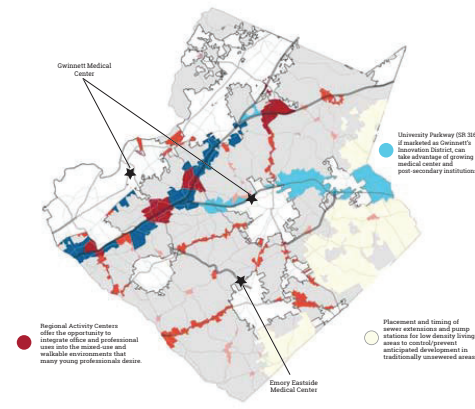 Gwinnett Medical
Center
University Parkway (SR 316)
if marketed as Gwinnett's
Innovation District, can
take advantage of growing
medical center and
post-secondary institution
Regional Activity Centers
offer the opportunity to
integrate office and professional
uses into the mixed-use and
walkable environments that
many young professionals desire.
Placement and timing of
sewer extensions and pump
stations for low density living
areas to control/prevent
anticipated development in
traditionally unsewered areas
Emory Eastside
Medical Center